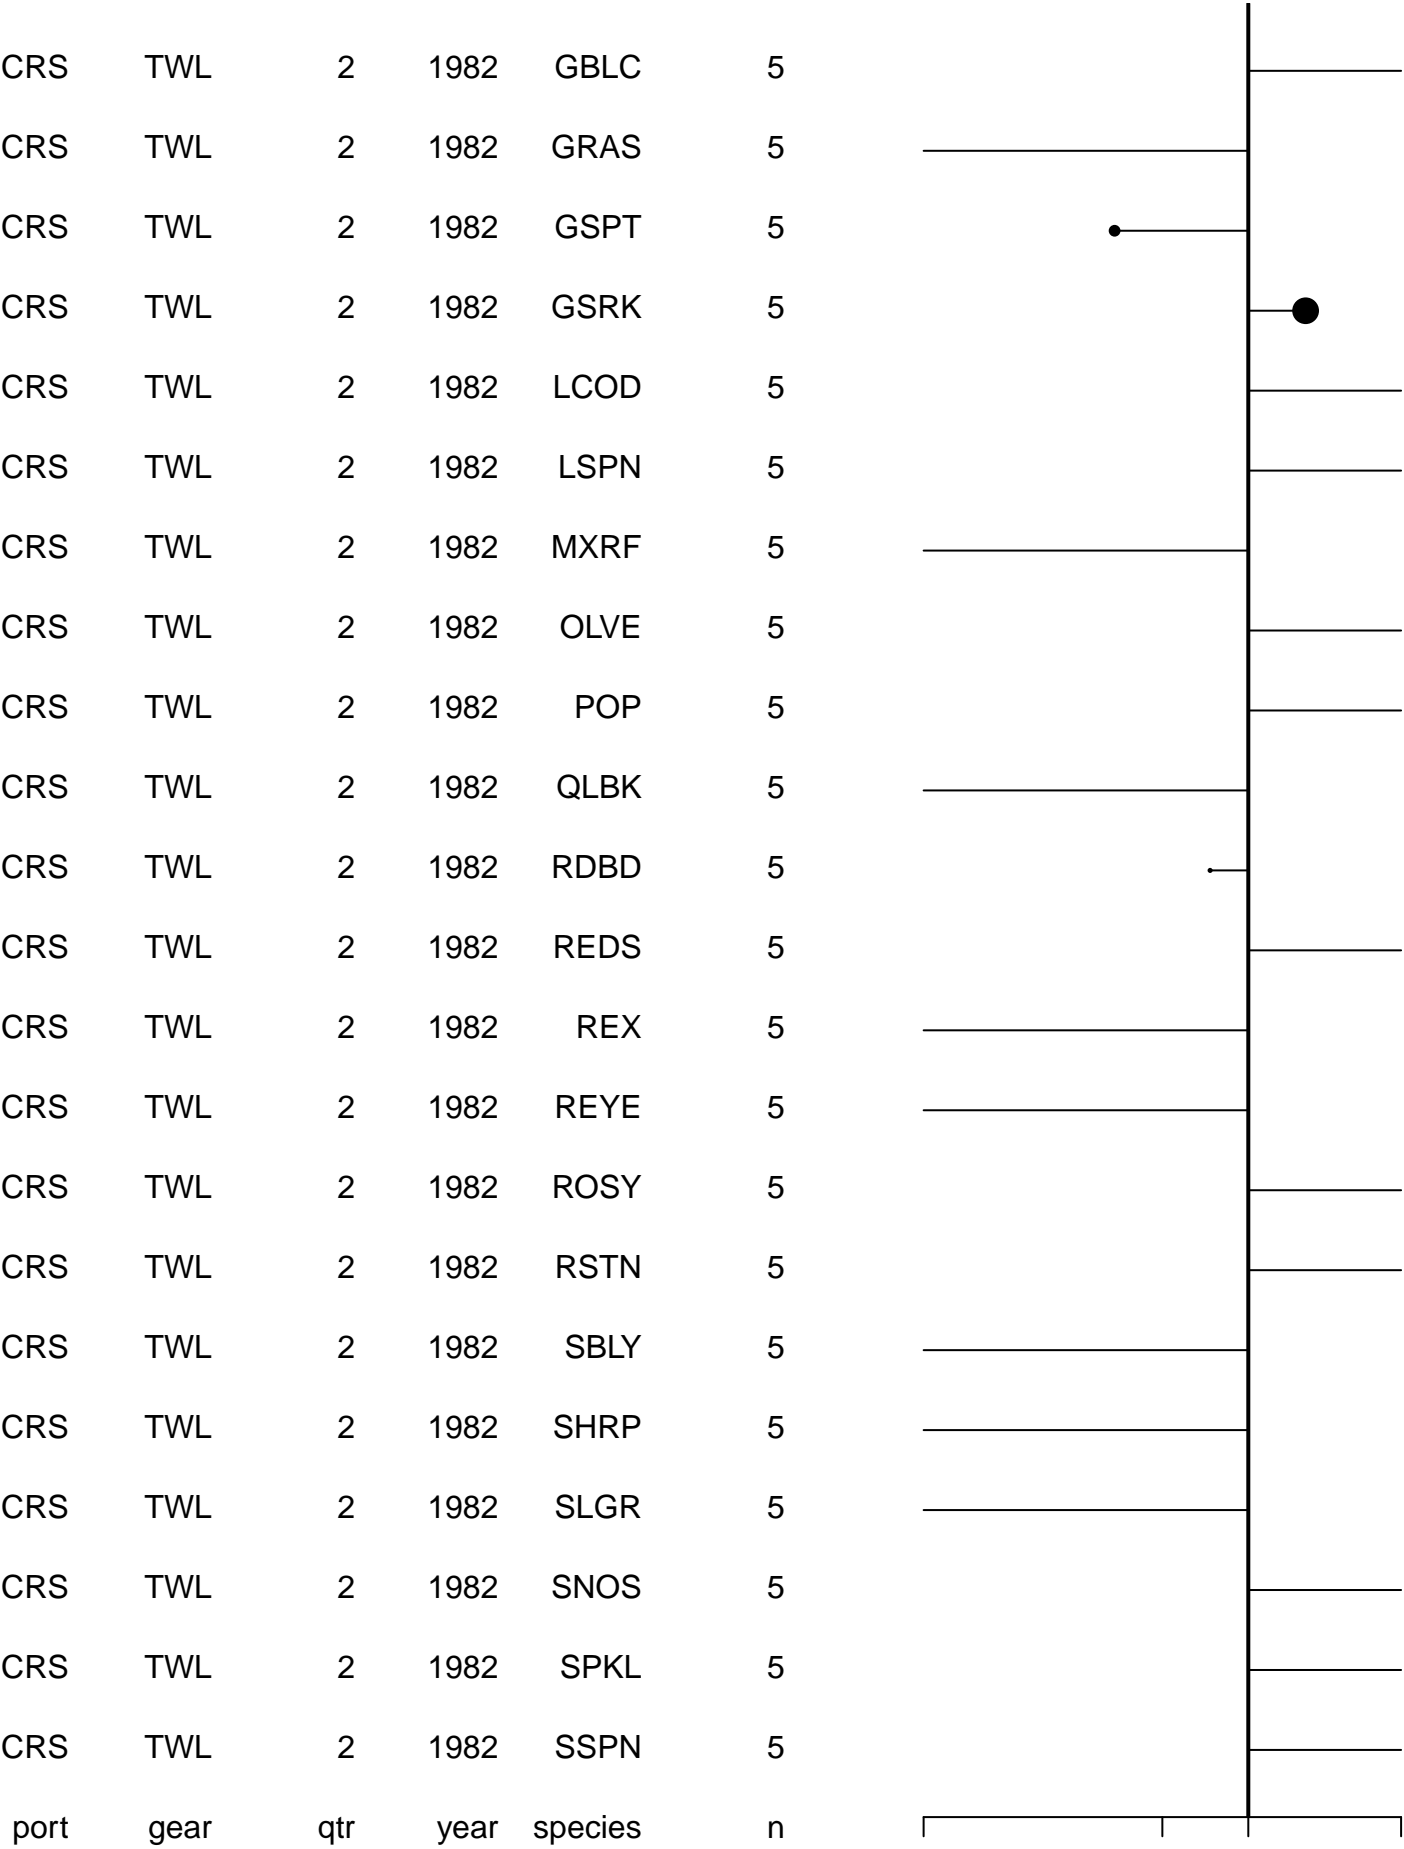 CRS TWL 2 1982 GBLC 5
CRS TWL 2 1982 GRAS 5
CRS TWL 2 1982 GSPT 5
CRS TWL 2 1982 GSRK 5
CRS TWL 2 1982 LCOD 5
CRS TWL 2 1982 LSPN 5
CRS TWL 2 1982 MXRF 5
CRS TWL 2 1982 OLVE 5
CRS TWL 2 1982 POP 5
CRS TWL 2 1982 QLBK 5
CRS TWL 2 1982 RDBD 5
CRS TWL 2 1982 REDS 5
CRS TWL 2 1982 REX 5
CRS TWL 2 1982 REYE 5
CRS TWL 2 1982 ROSY 5
CRS TWL 2 1982 RSTN 5
CRS TWL 2 1982 SBLY 5
CRS TWL 2 1982 SHRP 5
CRS TWL 2 1982 SLGR 5
CRS TWL 2 1982 SNOS 5
CRS TWL 2 1982 SPKL 5
CRS TWL 2 1982 SSPN 5
port gear qtr year species n